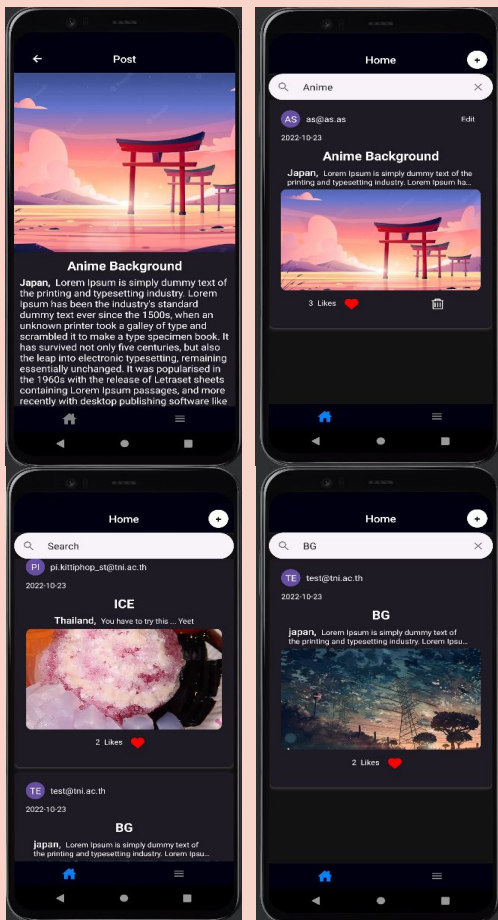 Post
Anime Background
Japan, Lorem Ipsum is simply dummy text of
the printing and typesetting industry. Lorem
Ipsum has been the industry's standard
dummy text ever since the 1500s, when an
unknown printer took a galley of type and
scrambled it to make a type specimen book. It
has survived not only five centuries, but also
the leap into electronic typesetting, remaining
essentially unchanged. It was popularised in
the 1960s with the release of Letraset sheets
containing Lorem Ipsum passages, and more
recently with desktop publishing software like
Home
+
Anime
AS as@as.as Edit
2022-10-23
Anime Background
Japan, Lorem Ipsum is simply dummy text of the
printing and typesetting industry. Lorem Ipsum ha...
3 Likes
Home
+
Search
PI pi.kittiphop_st@tni.ac.th
2022-10-23
ICE
Thailand, You have to try this ... Yeet
2 Likes
TE test@tni.ac.th
2022-10-23
BG
japan, Lorem Ipsum is simply dummy text of
the printing and typesetting industry. Lorem Ipsu...
Home
+
BG
TE test@tni.ac.th
2022-10-23
BG
japan, Lorem Ipsum is simply dummy text of
the printing and typesetting industry. Lorem Ipsu...
2 Likes